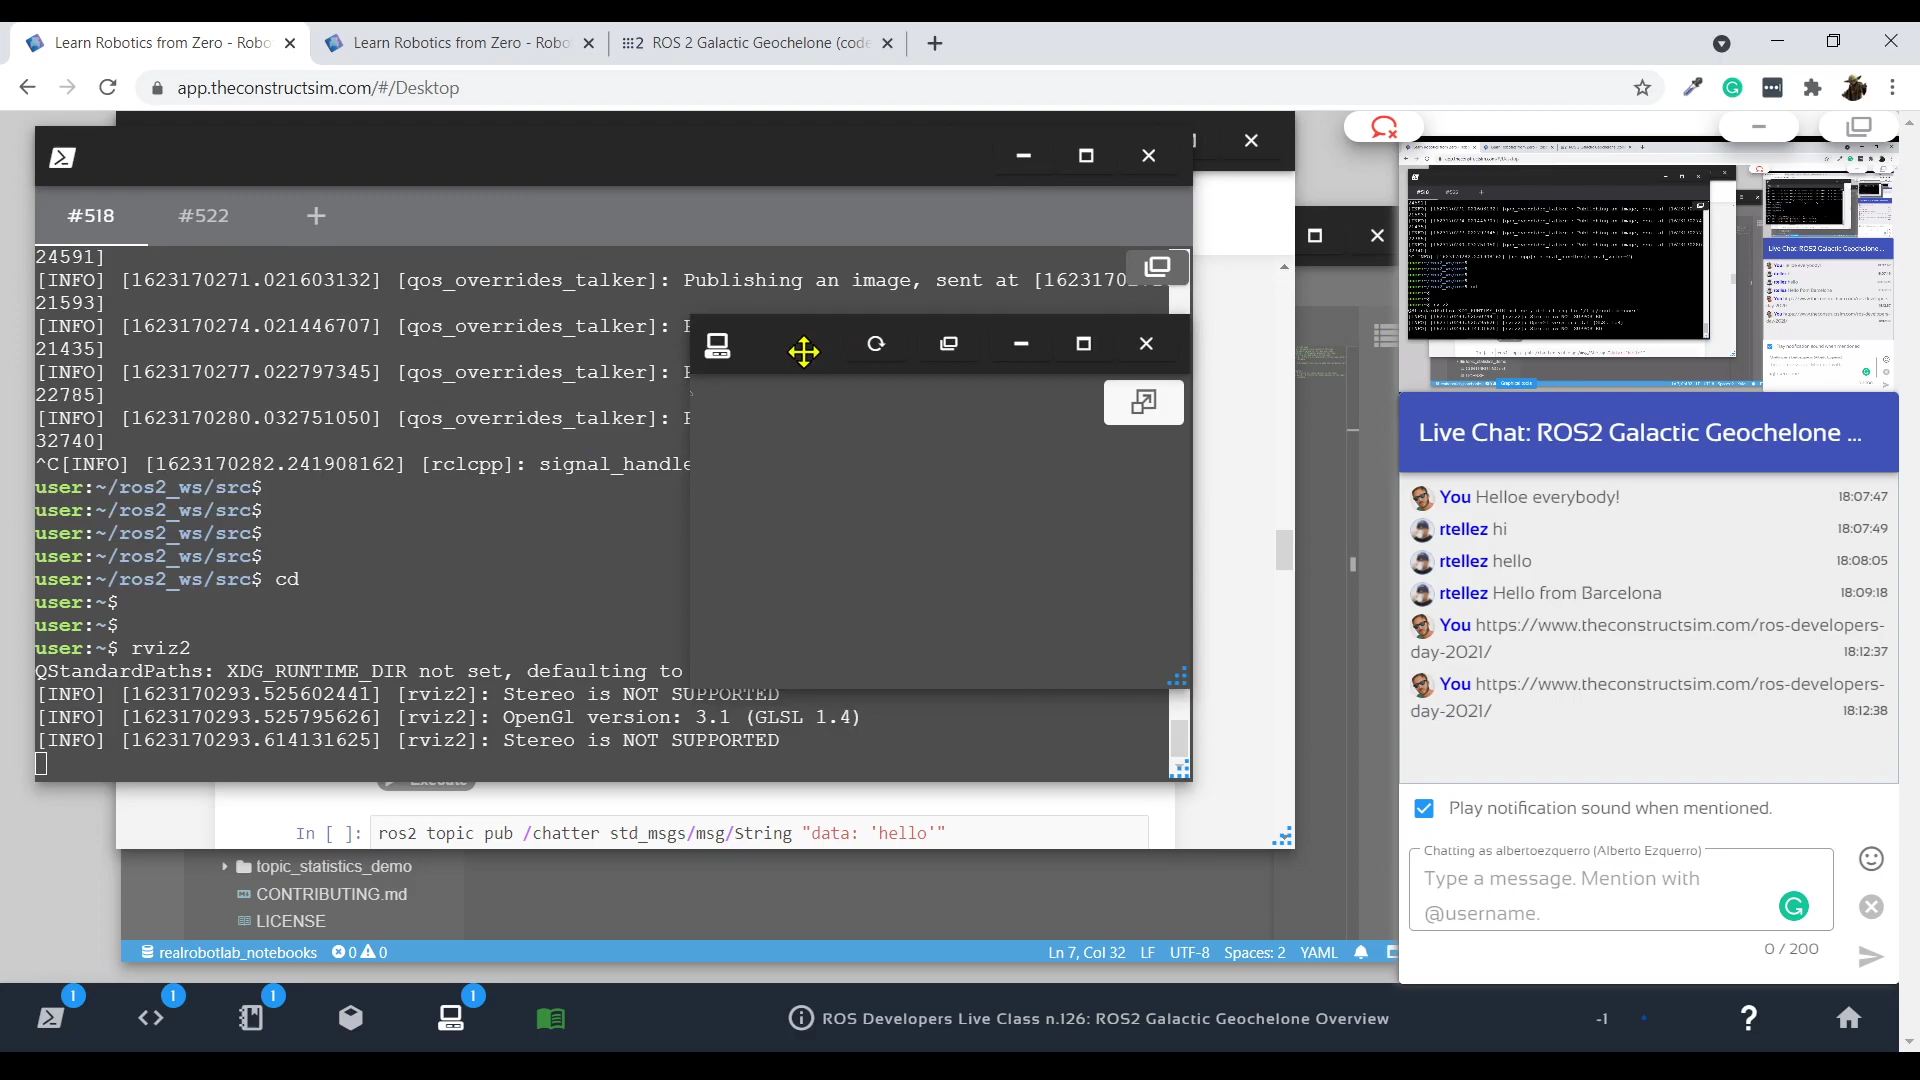 Learn Robotics from Zero - Robo
Learn Robotics from Zero - Robo
ROS 2 Galactic Geochelone (code
app.theconstructsim.com/#/Desktop
#518
#522
24591]
[INFO] [1623170271.021603132] [qos_overrides_talker]: Publishing an image, sent at [1623170
21593]
[INFO] [1623170274.021446707] [qos_overrides_talker]:
21435]
[INFO] [1623170277.022797345] [qos_overrides_talker]:
22785]
[INFO] [1623170280.032751050] [qos_overrides_talker]:
32740]
^C[INFO] [1623170282.241908162] [rclcpp]: signal_handle
user:~/ros2_ws/src$
user:~/ros2_ws/src$
user:~/ros2_ws/src$
user:~/ros2_ws/src$
user:~/ros2_ws/src$ cd
user:~$
user:~$
user:~$ rviz2
QStandardPaths: XDG_RUNTIME_DIR not set, defaulting to
[INFO] [1623170293.525602441] [rviz2]: Stereo is NOT SUPPORTED
[INFO] [1623170293.525795626] [rviz2]: OpenGl version: 3.1 (GLSL 1.4)
[INFO] [1623170293.614131625] [rviz2]: Stereo is NOT SUPPORTED
Execute
In [ ]: ros2 topic pub /chatter std_msgs/msg/String "data: 'hello'"
topic_statistics_demo
CONTRIBUTING.md
LICENSE
realrobotlab_notebooks 0 0 Ln 7, Col 32 LF UTF-8 Spaces: 2 YAML
Live Chat: ROS2 Galactic Geochelone ...
You Helloe everybody! 18:07:47
rtellez hi 18:07:49
rtellez hello 18:08:05
rtellez Hello from Barcelona 18:09:18
You https://www.theconstructsim.com/ros-developers-
day-2021/ 18:12:37
You https://www.theconstructsim.com/ros-developers-
day-2021/ 18:12:38
Play notification sound when mentioned.
Chatting as albertoezquerro (Alberto Ezquerro)
Type a message. Mention with
@username.
0 / 200
1 1 1 1
ROS Developers Live Class n.126: ROS2 Galactic Geochelone Overview
-1